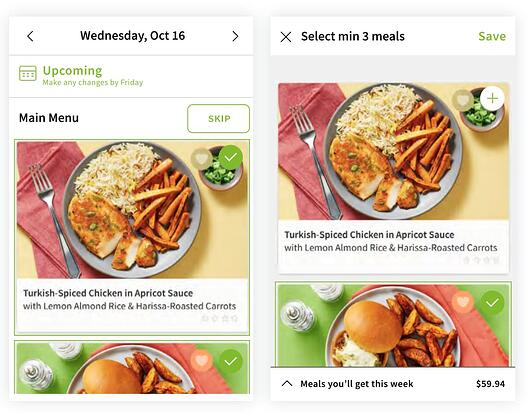 Wednesday, Oct 16
Upcoming
Make any changes by Friday
Main Menu
SKIP
Turkish-Spiced Chicken in Apricot Sauce
with Lemon Almond Rice & Harissa-Roasted Carrots
Select min 3 meals
Save
Turkish-Spiced Chicken in Apricot Sauce
with Lemon Almond Rice & Harissa-Roasted Carrots
Meals you'll get this week
$59.94